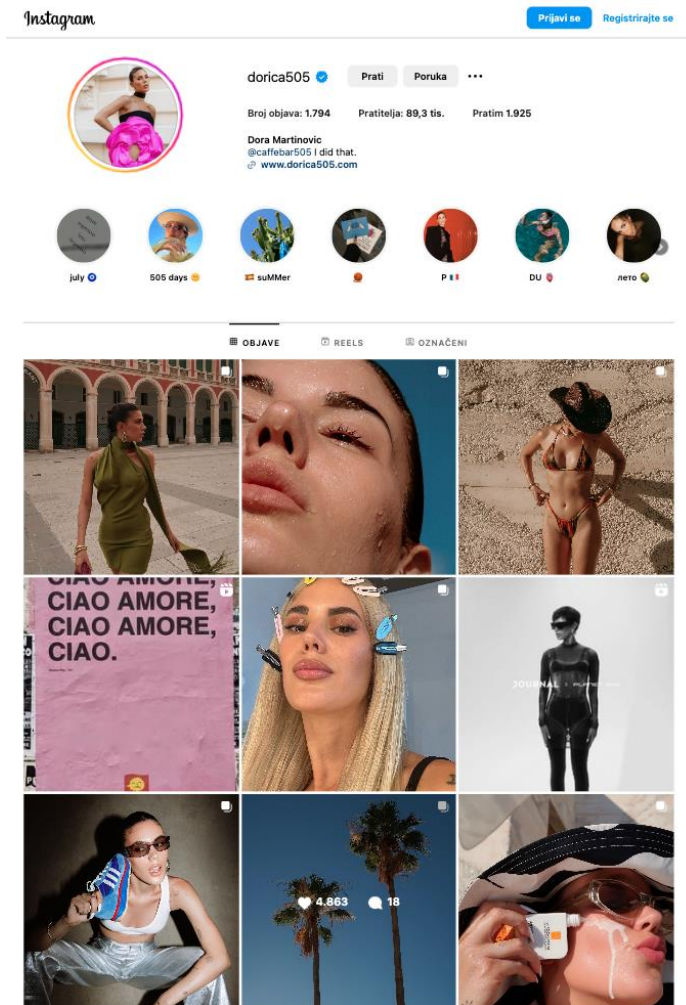 Instagram
Prijavi se
Registrirajte se
dorica505
Prati
Poruka
Broj objava: 1.794
Pratitelja: 89,3 tis.
Pratim 1.925
Dora Martinovic
@caffebar505 I did that.
www.dorica505.com
july
505 days
suMMer
P
DU
лето
OBJAVE
REELS
OZNAČENI
CIAO AMORE,
CIAO AMORE,
CIAO AMORE,
CIAO.
JOURNAL
4.863
18